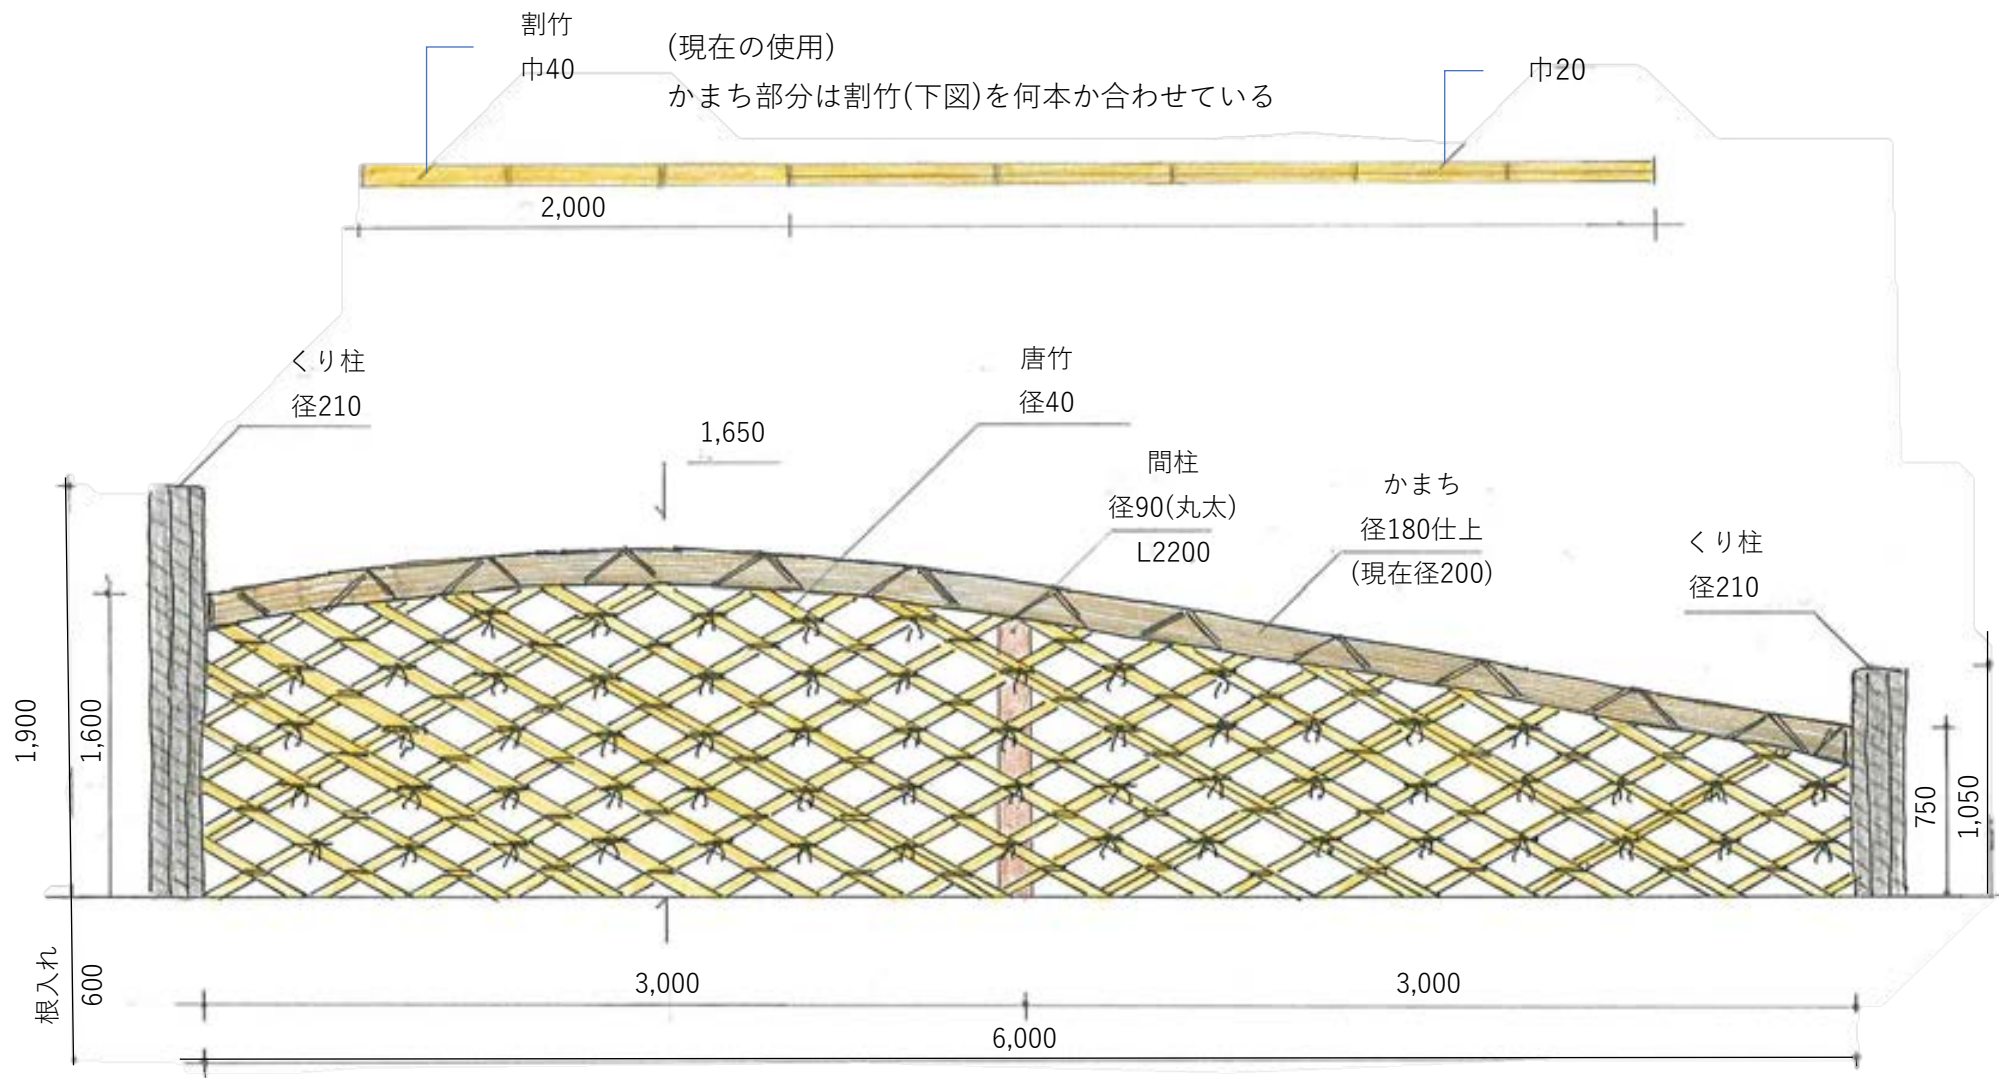 割竹
巾40
(現在の使用)
かまち部分は割竹(下図)を何本か合わせている
巾20
2,000
くり柱
径210
1,650
唐竹
径40
間柱
径90(丸太)
L2200
かまち
径180仕上
(現在径200)
くり柱
径210
1,900
1,600
750
1,050
根入れ
600
3,000
3,000
6,000